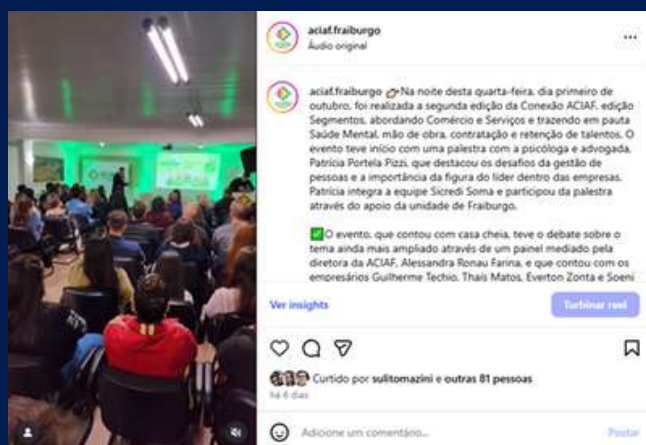 aciaf.fraiburgo
Áudio original
aciaf.fraiburgo Na noite desta quarta-feira, dia primeiro de
outubro, foi realizada a segunda edição da Conexão ACIAF, edição
Segmentos, abordando Comércio e Serviços e trazendo em pauta
Saúde Mental, mão de obra, contratação e retenção de talentos. O
evento teve início com uma palestra com a psicóloga e advogada,
Patrícia Portela Pizzi, que destacou os desafios da gestão de
pessoas e a importância da figura do líder dentro das empresas.
Patrícia integra a equipe Sicredi Soma e participou da palestra
através do apoio da unidade de Fraiburgo.
✅O evento, que contou com casa cheia, teve o debate sobre o
tema ainda mais ampliado através de um painel mediado pela
diretora da ACIAF, Alessandra Ronau Farina, e que contou com os
empresários Guilherme Techio, Thaís Matos, Everton Zonta e Soeni
Ver insights
Turbinar reel
Curtido por sulitomazini e outras 81 pessoas
há 6 dias
Adicione um comentário...
Postar